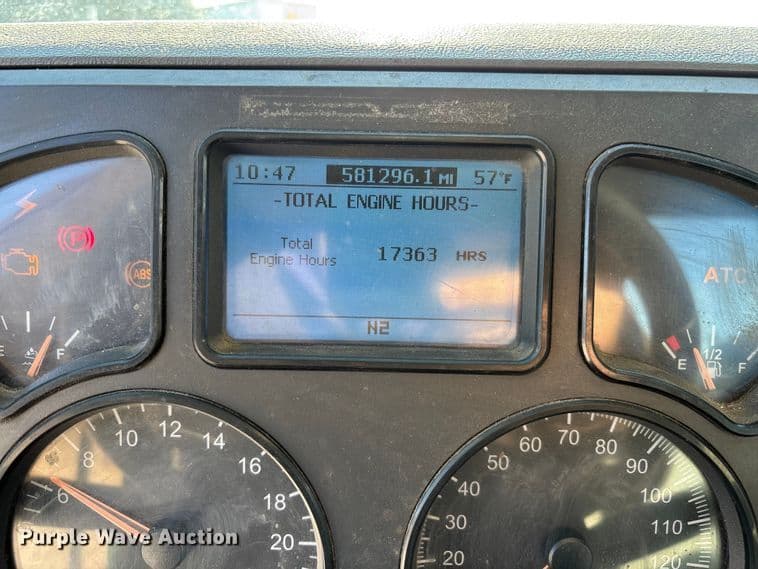 10:47 581296.1 MI 57°F
-TOTAL ENGINE HOURS-
Total
Engine Hours 17363 HRS
N2
(P)
ABS
ATC
E F
E 1/2 F
6 8 10 12 14 16 18 20
20 30 40 50 60 70 80 90 100 110 120
Purple Wave Auction®